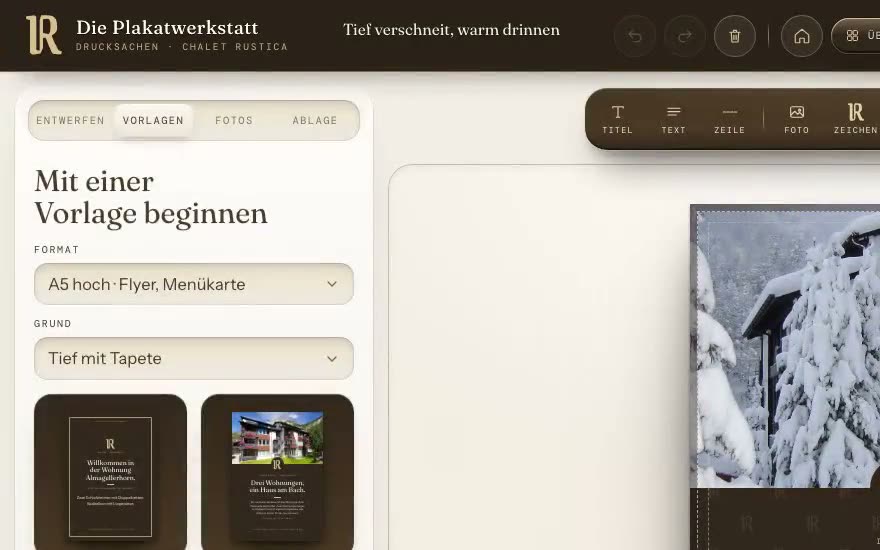 Die Plakatwerkstatt
DRUCKSACHEN · CHALET RUSTICA
Tief verschneit, warm drinnen
ENTWERFEN VORLAGEN FOTOS ABLAGE
TITEL TEXT ZEILE FOTO ZEICHEN
Mit einer
Vorlage beginnen
FORMAT
A5 hoch · Flyer, Menükarte
GRUND
Tief mit Tapete
Willkommen in
der Wohnung
Almagellerhorn.
Drei Wohnungen,
ein Haus am Bach.